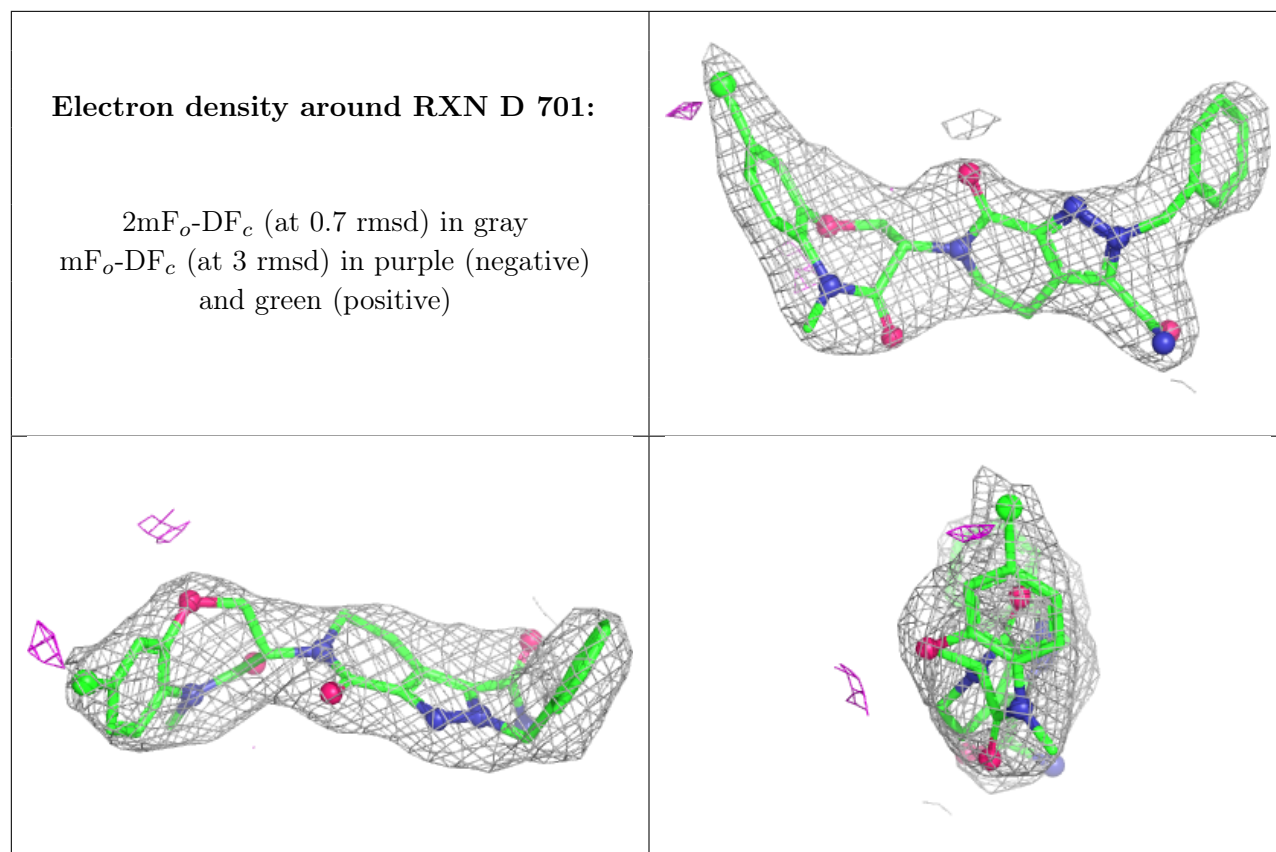 Electron density around RXN D 701:
2mFo-DFc (at 0.7 rmsd) in gray
mFo-DFc (at 3 rmsd) in purple (negative)
and green (positive)